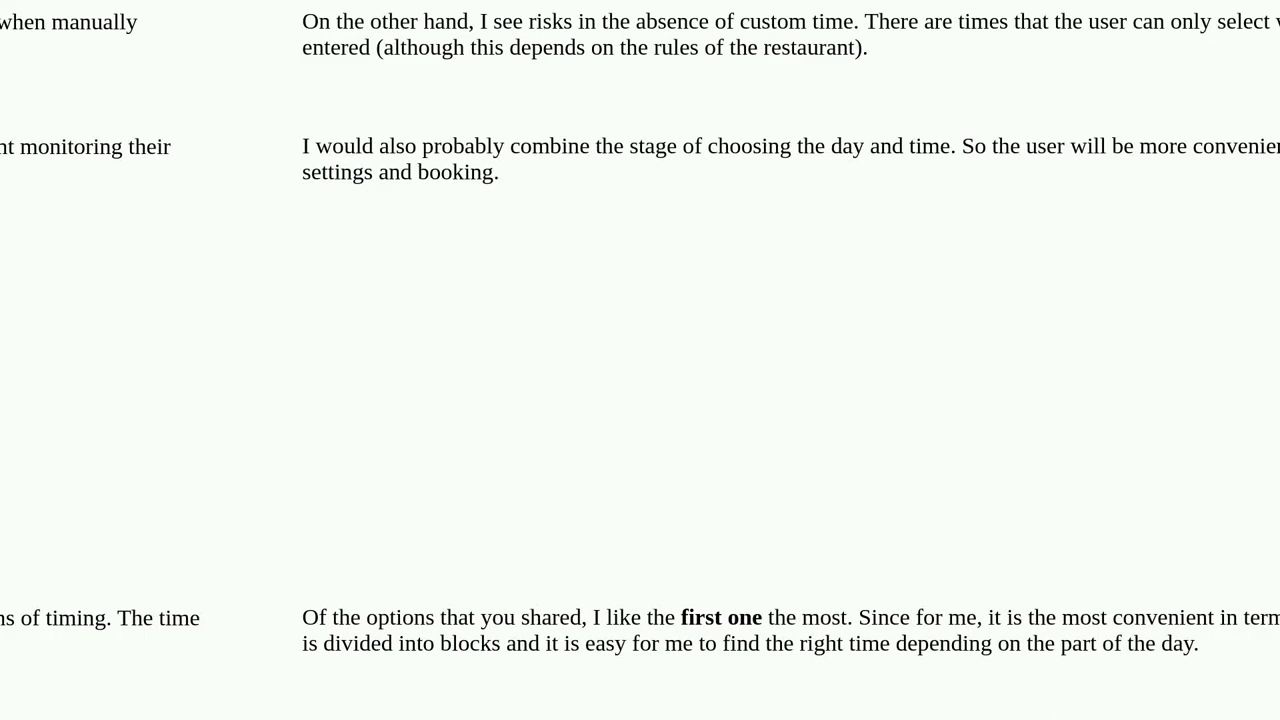 when manually
On the other hand, I see risks in the absence of custom time. There are times that the user can only select
entered (although this depends on the rules of the restaurant).
monitoring their
I would also probably combine the stage of choosing the day and time. So the user will be more
settings and booking.
of timing. The time
Of the options that you shared, I like the first one the most. Since for me, it is the most convenient in
is divided into blocks and it is easy for me to find the right time depending on the part of the day.